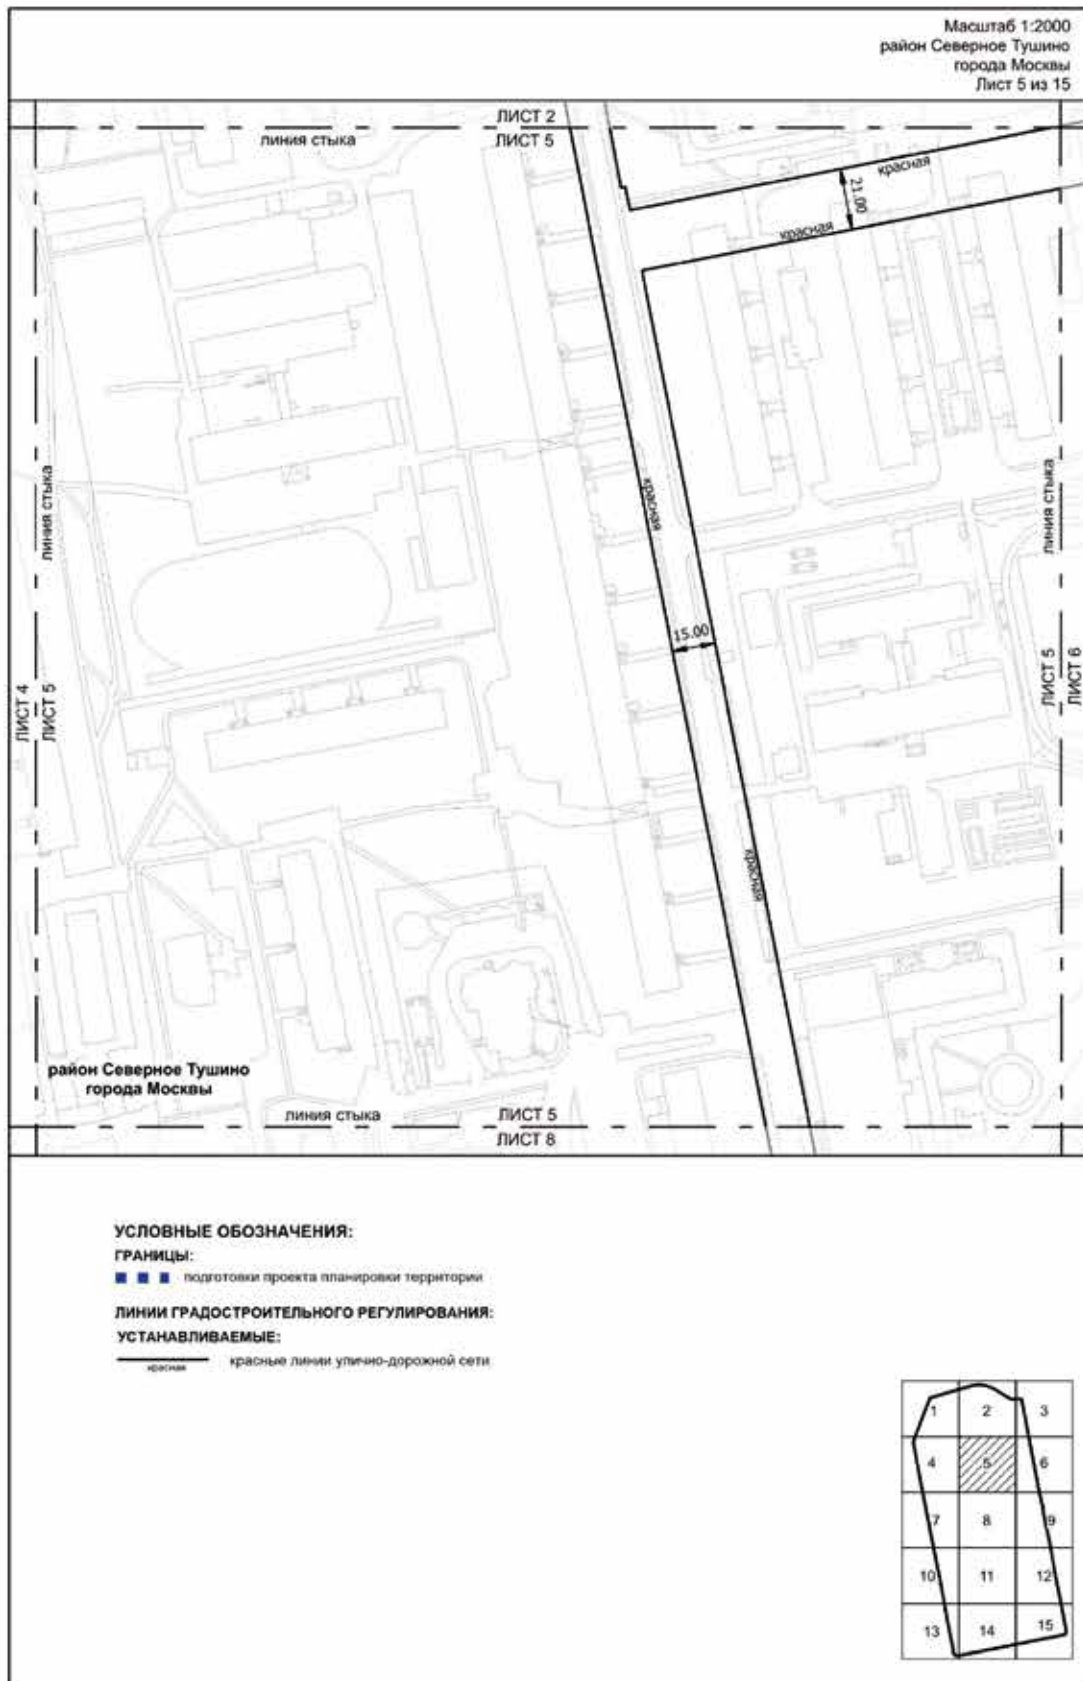 Масштаб 1:2000
район Северное Тушино
города Москвы
Лист 5 из 15
ЛИСТ 2
линия стыка
ЛИСТ 5
красная
21.00
красная
линия стыка
красная
линия стыка
15.00
ЛИСТ 4
ЛИСТ 5
ЛИСТ 5
ЛИСТ 6
красная
район Северное Тушино
города Москвы
линия стыка
ЛИСТ 5
ЛИСТ 8
УСЛОВНЫЕ ОБОЗНАЧЕНИЯ:
ГРАНИЦЫ:
подготовки проекта планировки территории
ЛИНИИ ГРАДОСТРОИТЕЛЬНОГО РЕГУЛИРОВАНИЯ:
УСТАНАВЛИВАЕМЫЕ:
красная
красные линии улично-дорожной сети
1 2 3
4 5 6
7 8 9
10 11 12
13 14 15